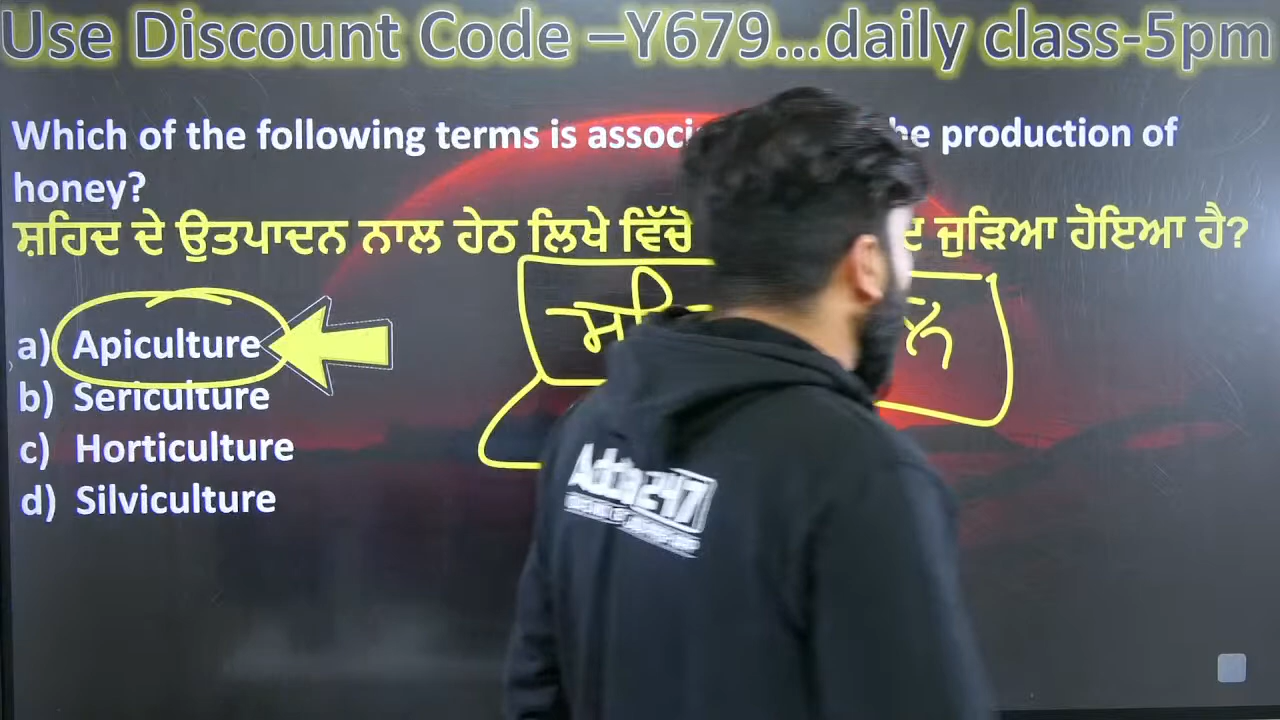 Use Discount Code –Y679...daily class-5pm
Which of the following terms is he production of
honey?
ਸ਼ਹਿਦ ਦੇ ਉਤਪਾਦਨ ਨਾਲ ਹੇਠ ਲਿਖੇ ਵਿੱਚੋ ਜੁੜਿਆ ਹੋਇਆ ਹੈ?
a) Apiculture
b) Sericulture
c) Horticulture
d) Silviculture
Adda247